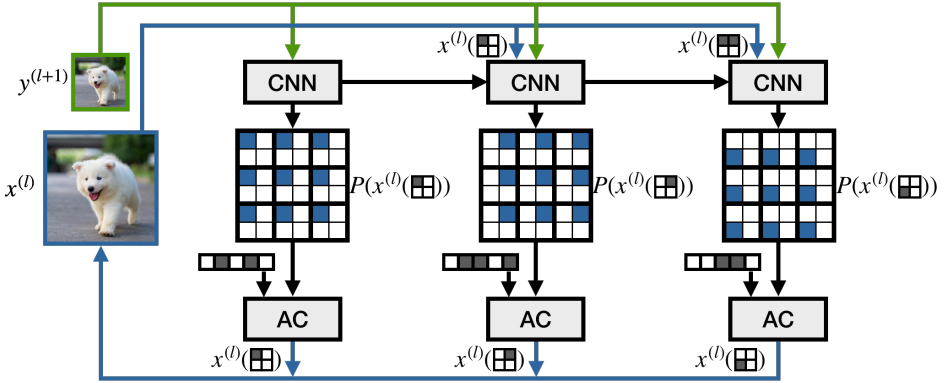 x^{(l)}(▦) x^{(l)}(▦)
y^{(l+1)} CNN CNN CNN
x^{(l)} P(x^{(l)}(▦)) P(x^{(l)}(▦)) P(x^{(l)}(▦))
AC AC AC
x^{(l)}(▦) x^{(l)}(▦) x^{(l)}(▦)